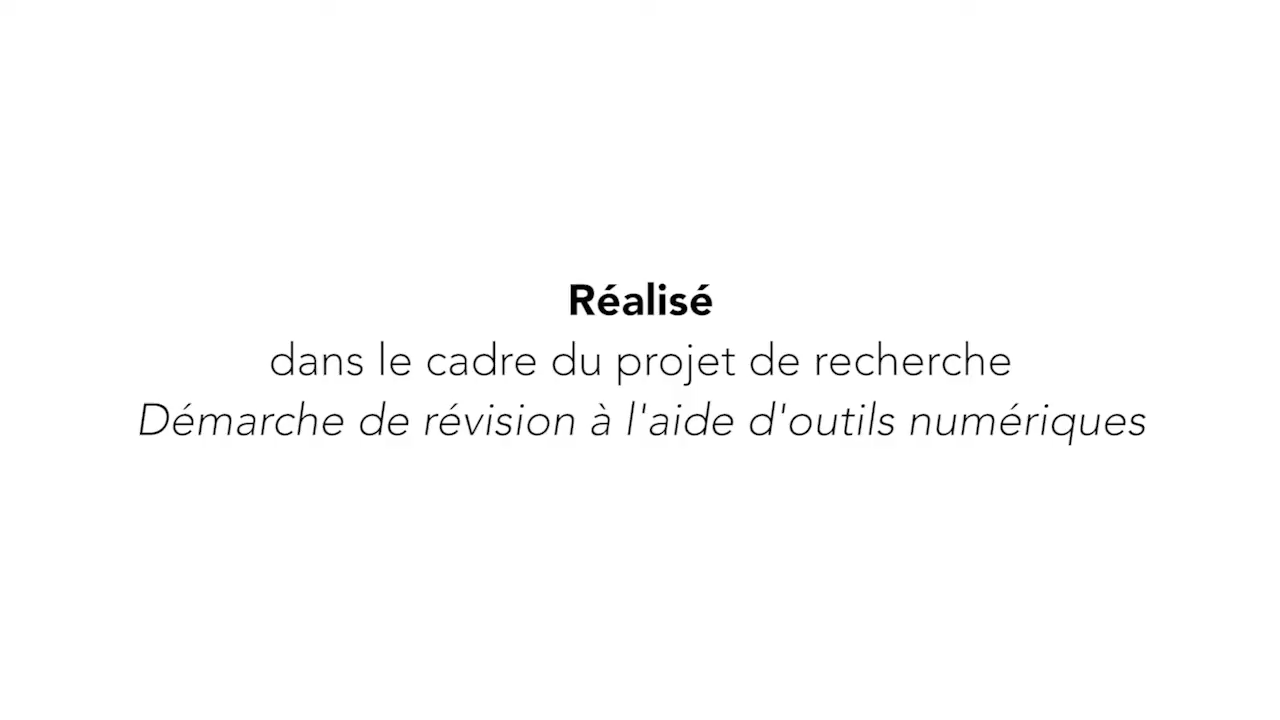 Réalisé
dans le cadre du projet de recherche
Démarche de révision à l'aide d'outils numériques